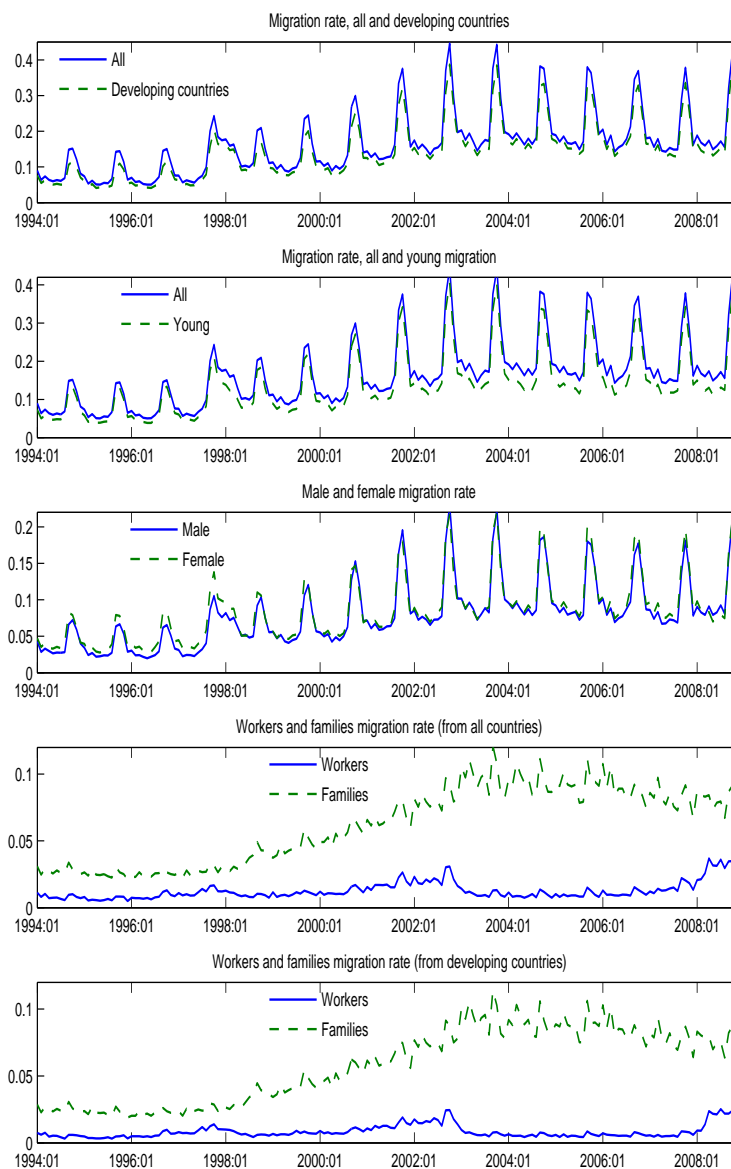 Migration rate, all and developing countries
0.4
0.3
0.2
0.1
0
All
Developing countries
1994:01 1996:01 1998:01 2000:01 2002:01 2004:01 2006:01 2008:01
Migration rate, all and young migration
0.4
0.3
0.2
0.1
0
All
Young
1994:01 1996:01 1998:01 2000:01 2002:01 2004:01 2006:01 2008:01
Male and female migration rate
0.2
0.15
0.1
0.05
0
Male
Female
1994:01 1996:01 1998:01 2000:01 2002:01 2004:01 2006:01 2008:01
Workers and families migration rate (from all countries)
0.1
0.05
0
Workers
Families
1994:01 1996:01 1998:01 2000:01 2002:01 2004:01 2006:01 2008:01
Workers and families migration rate (from developing countries)
0.1
0.05
0
Workers
Families
1994:01 1996:01 1998:01 2000:01 2002:01 2004:01 2006:01 2008:01